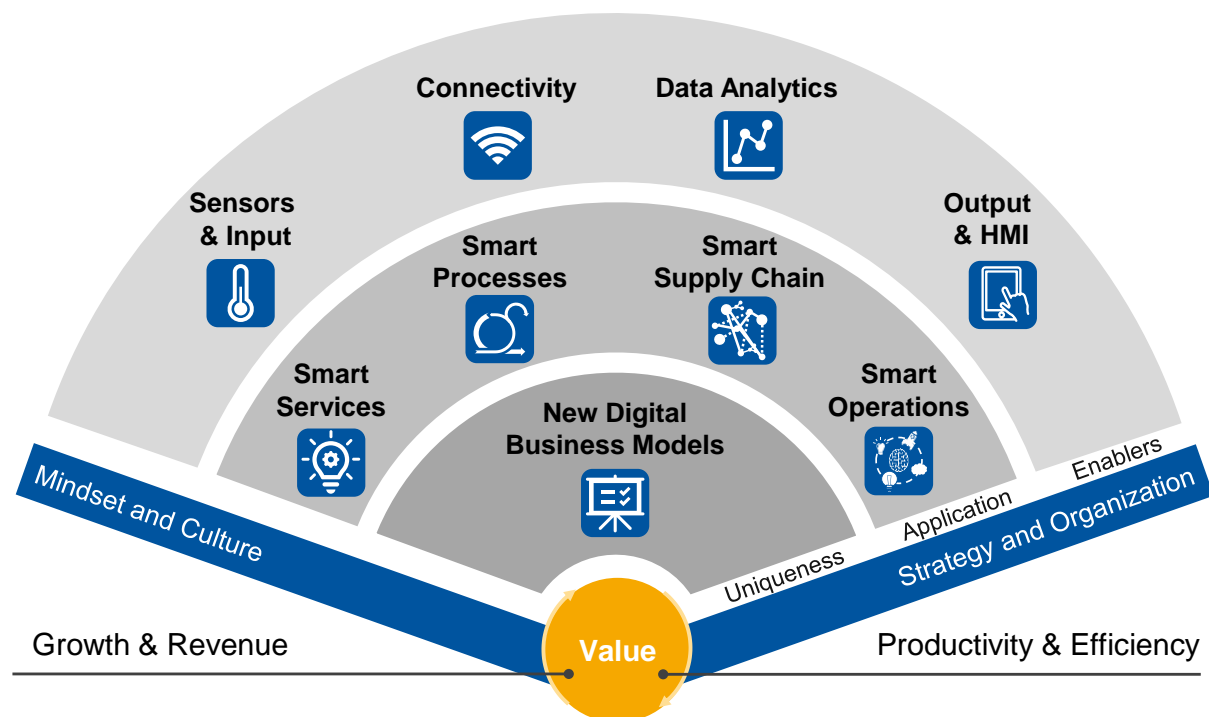 Connectivity
Data Analytics
Sensors
& Input
Output
& HMI
Smart
Processes
Smart
Supply Chain
Smart
Services
Smart
Operations
New Digital
Business Models
Mindset and Culture
Uniqueness
Application
Enablers
Strategy and Organization
Growth & Revenue
Value
Productivity & Efficiency